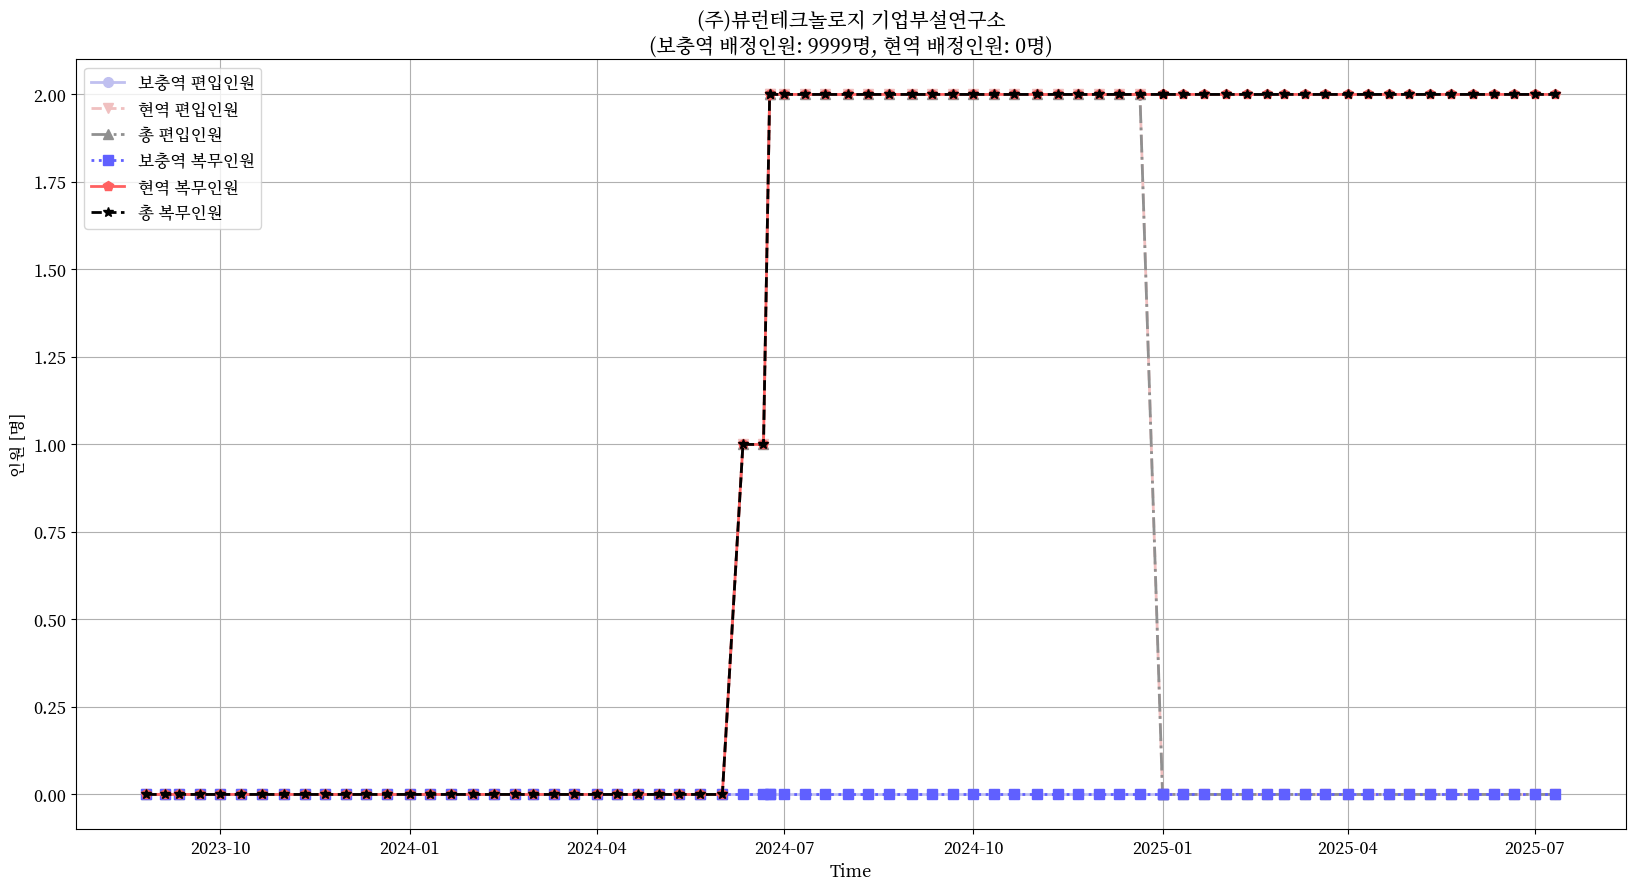 (주)뷰런테크놀로지 기업부설연구소
(보충역 배정인원: 9999명, 현역 배정인원: 0명)
보충역 편입인원
현역 편입인원
총 편입인원
보충역 복무인원
현역 복무인원
총 복무인원
2.00
1.75
1.50
1.25
1.00
0.75
0.50
0.25
0.00
인원 [명]
2023-10
2024-01
2024-04
2024-07
2024-10
2025-01
2025-04
2025-07
Time